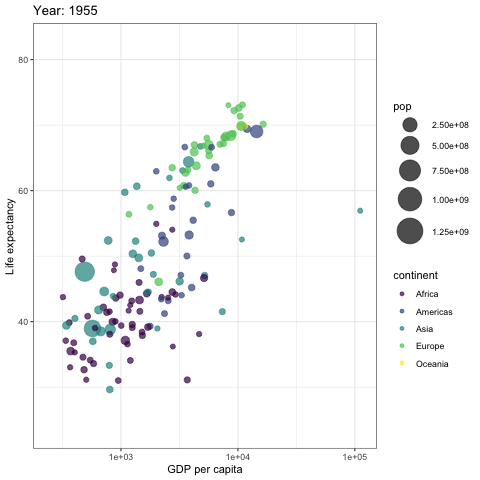 Year: 1955
80
60
40
Life expectancy
1e+03
1e+04
1e+05
GDP per capita
pop
2.50e+08
5.00e+08
7.50e+08
1.00e+09
1.25e+09
continent
Africa
Americas
Asia
Europe
Oceania